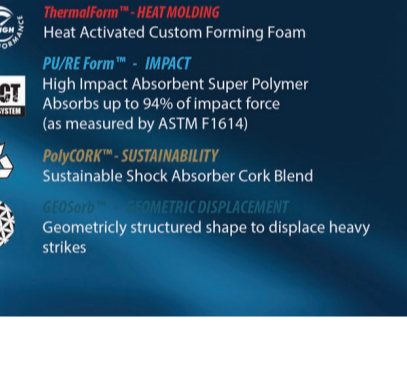 ThermalForm™ - HEAT MOLDING
Heat Activated Custom Forming Foam
PU/RE Form™ - IMPACT
High Impact Absorbent Super Polymer
Absorbs up to 94% of impact force
(as measured by ASTM F1614)
PolyCORK™ - SUSTAINABILITY
Sustainable Shock Absorber Cork Blend
GEOSorb™ - GEOMETRIC DISPLACEMENT
Geometricly structured shape to displace heavy
strikes